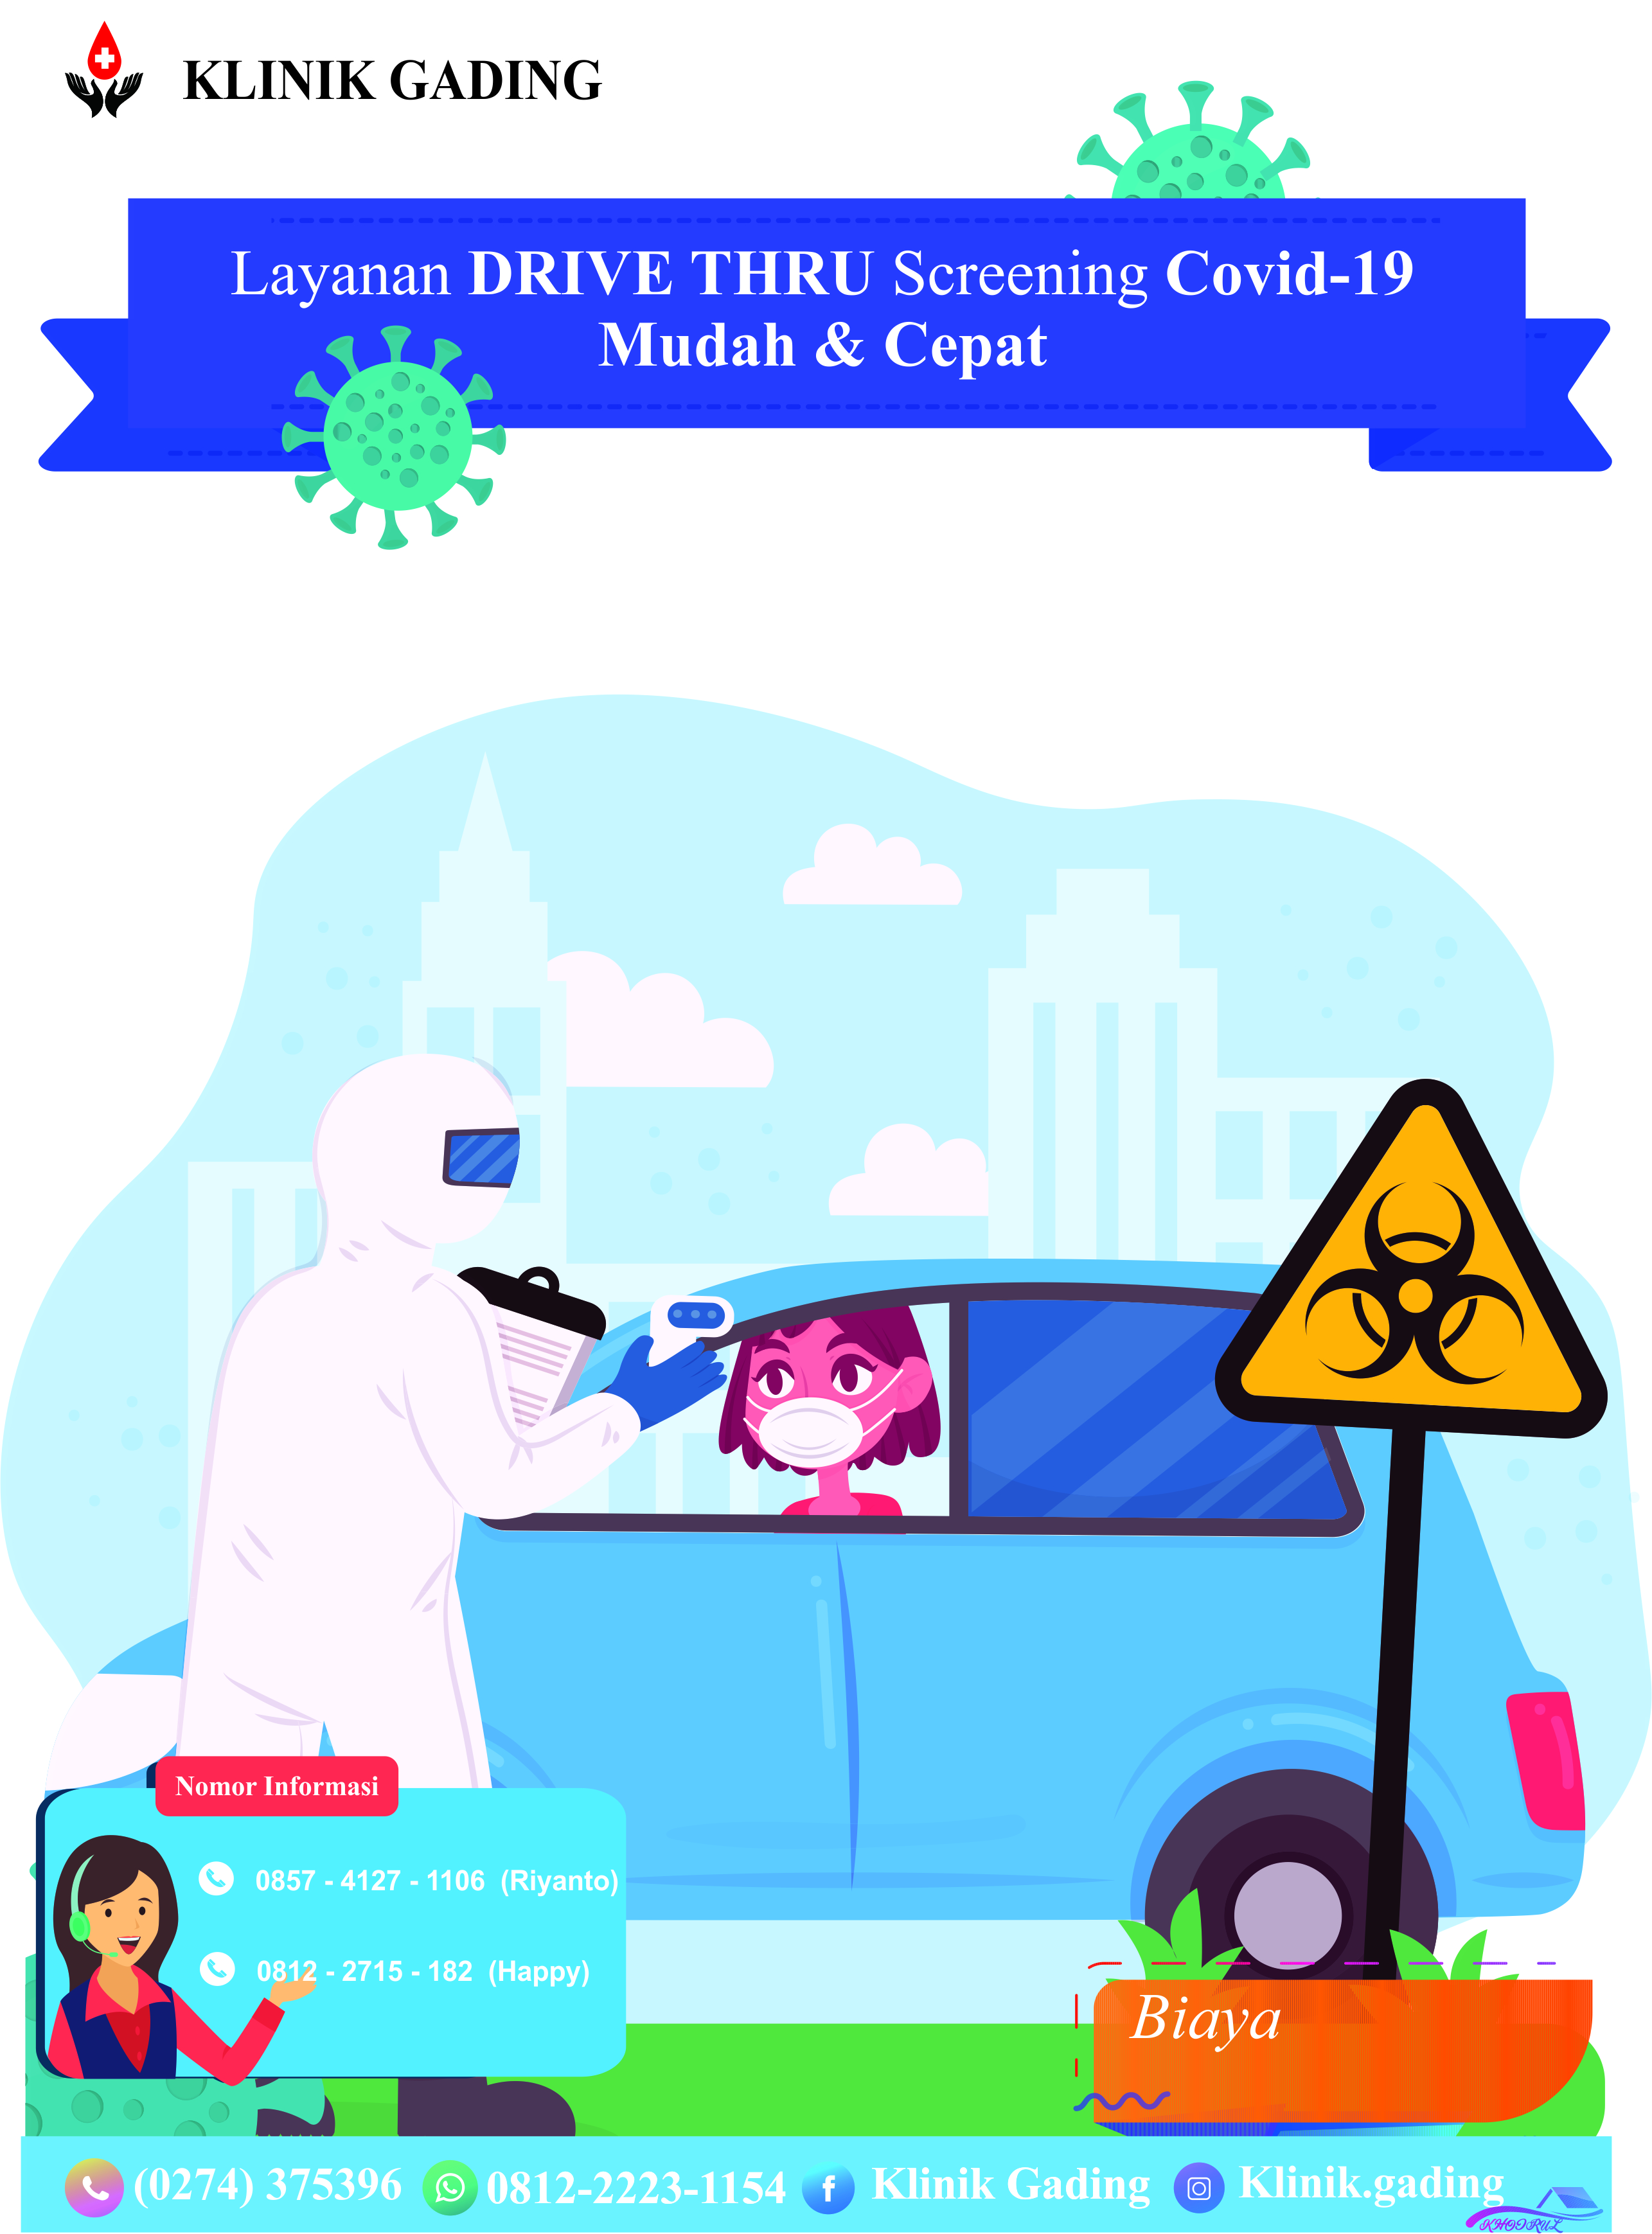 KLINIK GADING
Layanan DRIVE THRU Screening Covid-19
Mudah & Cepat
Nomor Informasi
0857 - 4127 - 1106 (Riyanto)
0812 - 2715 - 182 (Happy)
Biaya
(0274) 375396 0812-2223-1154 Klinik Gading Klinik.gading
KHOIRUL